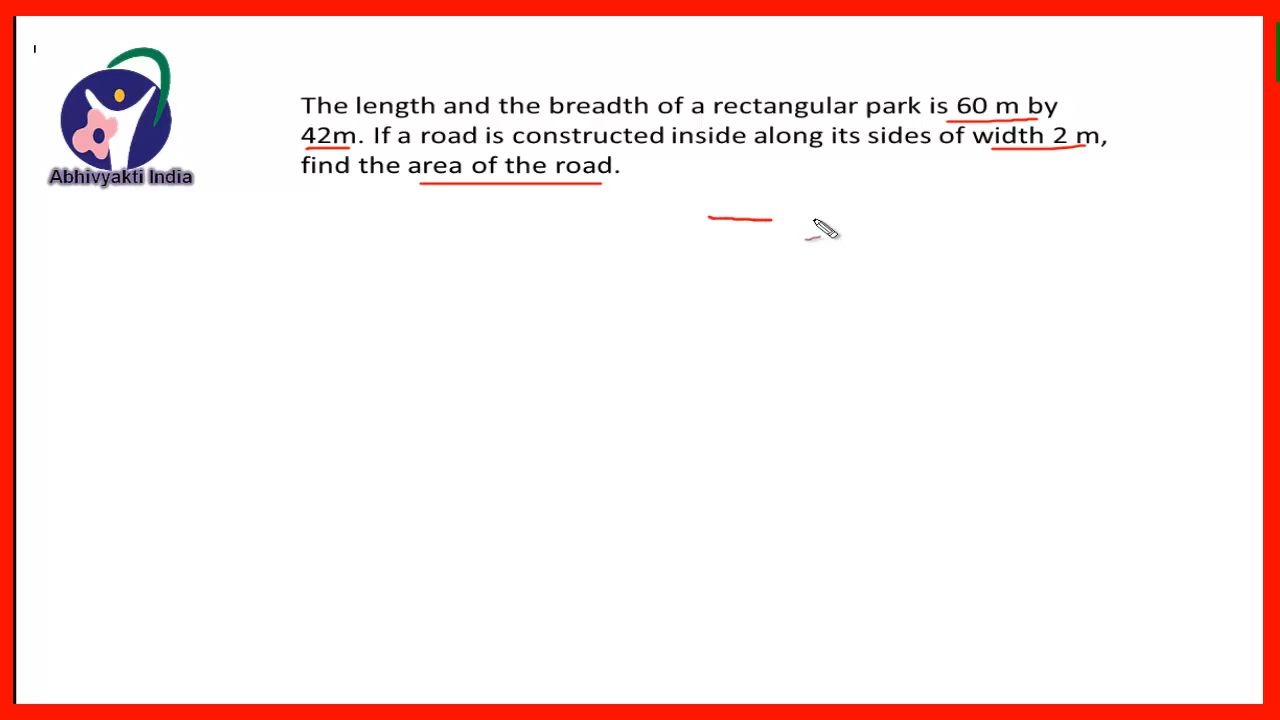 Abhivyakti India
The length and the breadth of a rectangular park is 60 m by
42m. If a road is constructed inside along its sides of width 2 m,
find the area of the road.